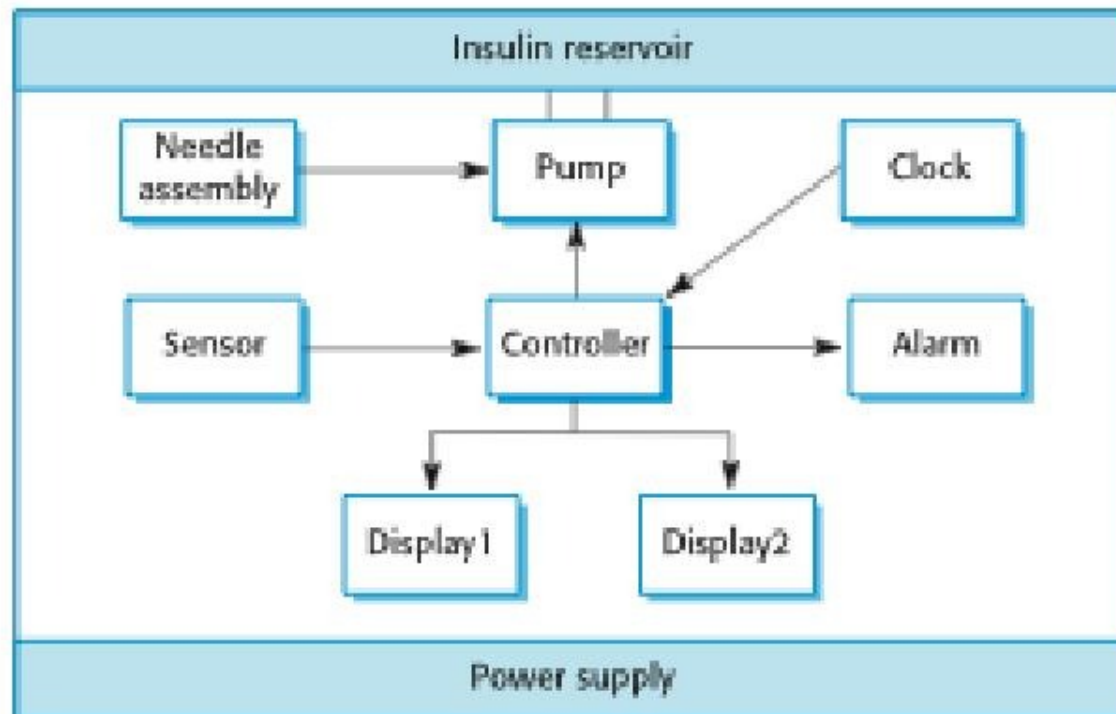 Insulin reservoir
Needle
assembly
Pump
Clock
Sensor
Controller
Alarm
Display1
Display2
Power supply